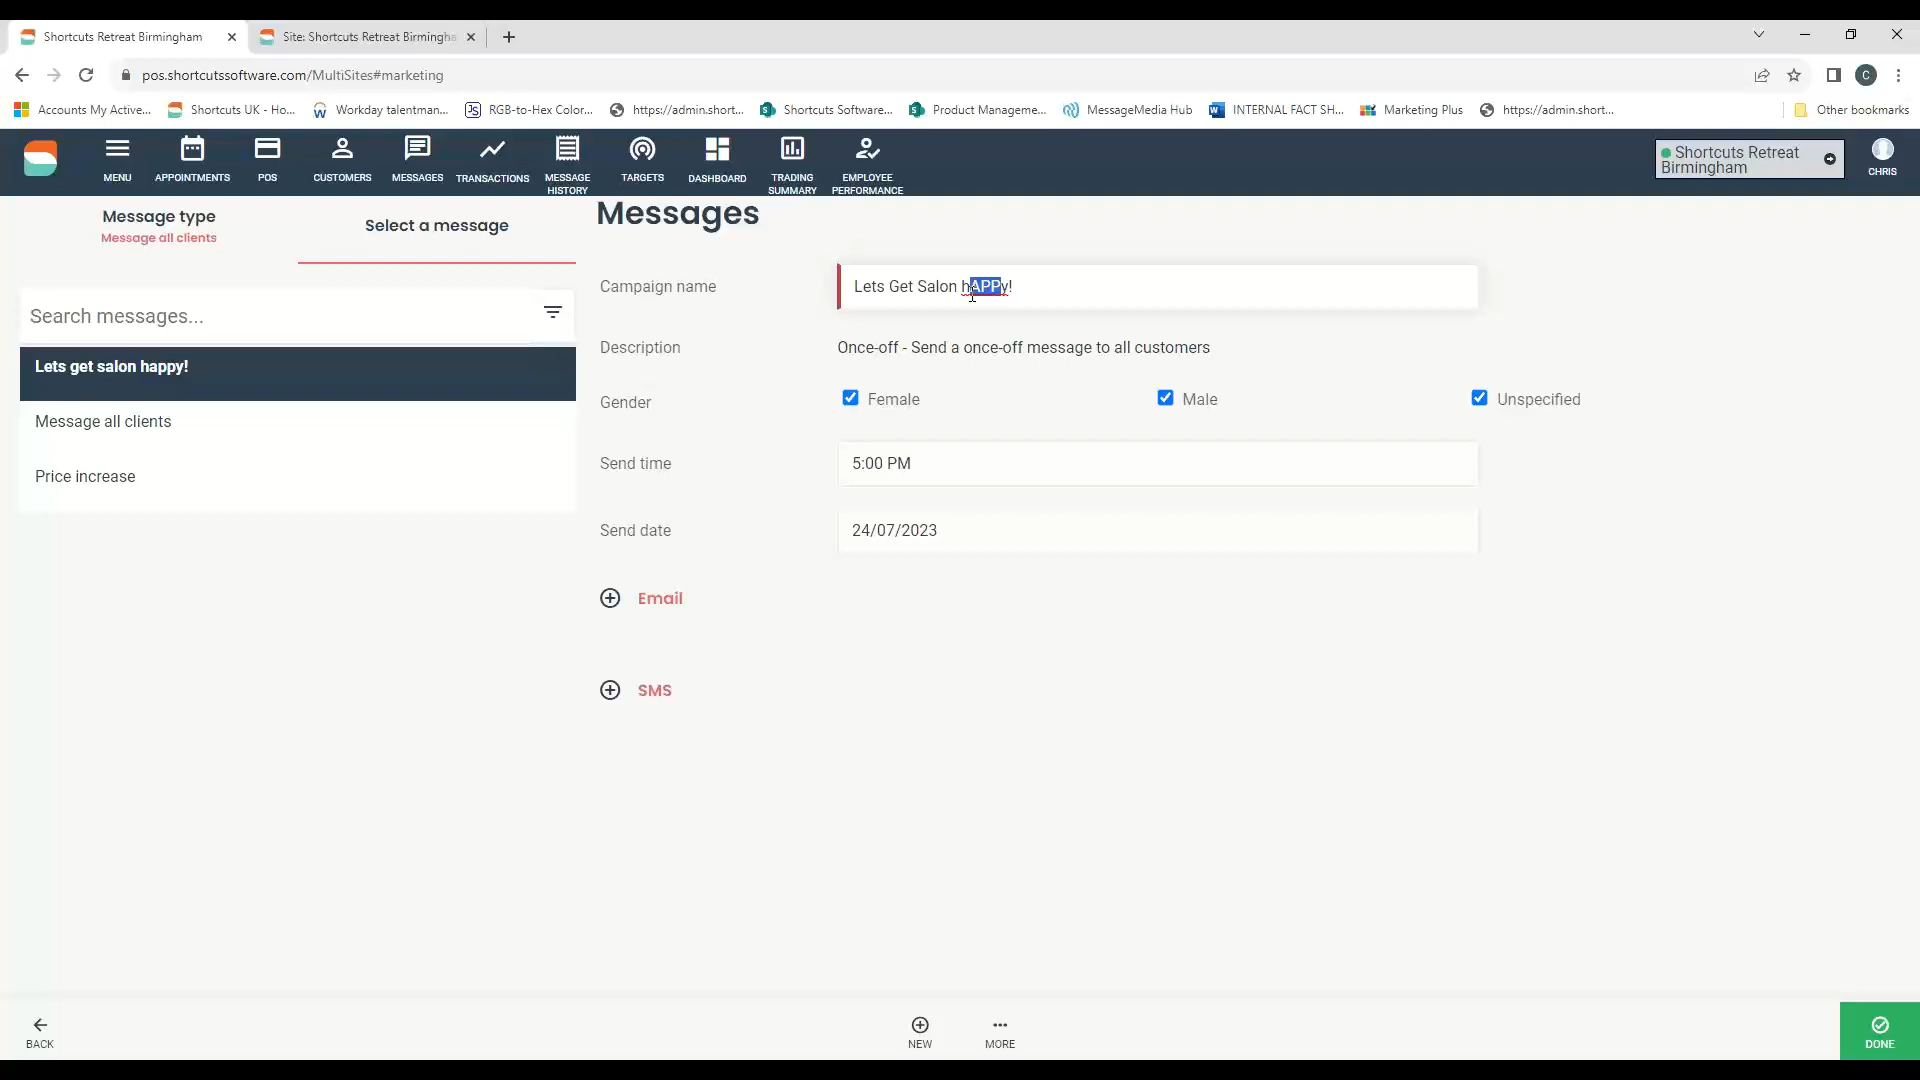 Shortcuts Retreat Birmingham
Site: Shortcuts Retreat Birmingha
pos.shortcutssoftware.com/MultiSites#marketing
C
Accounts My Active...
Shortcuts UK - Ho...
Workday talentman...
RGB-to-Hex Color...
https://admin.short...
Shortcuts Software...
Product Manageme...
MessageMedia Hub
INTERNAL FACT SH...
Marketing Plus
https://admin.short...
Other bookmarks
MENU
APPOINTMENTS
POS
CUSTOMERS
MESSAGES
TRANSACTIONS
MESSAGE
HISTORY
TARGETS
DASHBOARD
TRADING
SUMMARY
EMPLOYEE
PERFORMANCE
Shortcuts Retreat
Birmingham
CHRIS
Message type
Message all clients
Select a message
Search messages...
Lets get salon happy!
Message all clients
Price increase
Messages
Campaign name
Lets Get Salon hAPPy!
Description
Once-off - Send a once-off message to all customers
Gender
Female
Male
Unspecified
Send time
5:00 PM
Send date
24/07/2023
Email
SMS
BACK
NEW
MORE
DONE